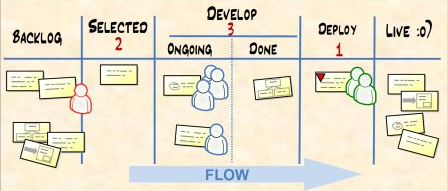 Backlog
Selected
2
Develop
3
Ongoing
Done
Deploy
1
Live :o)
FLOW